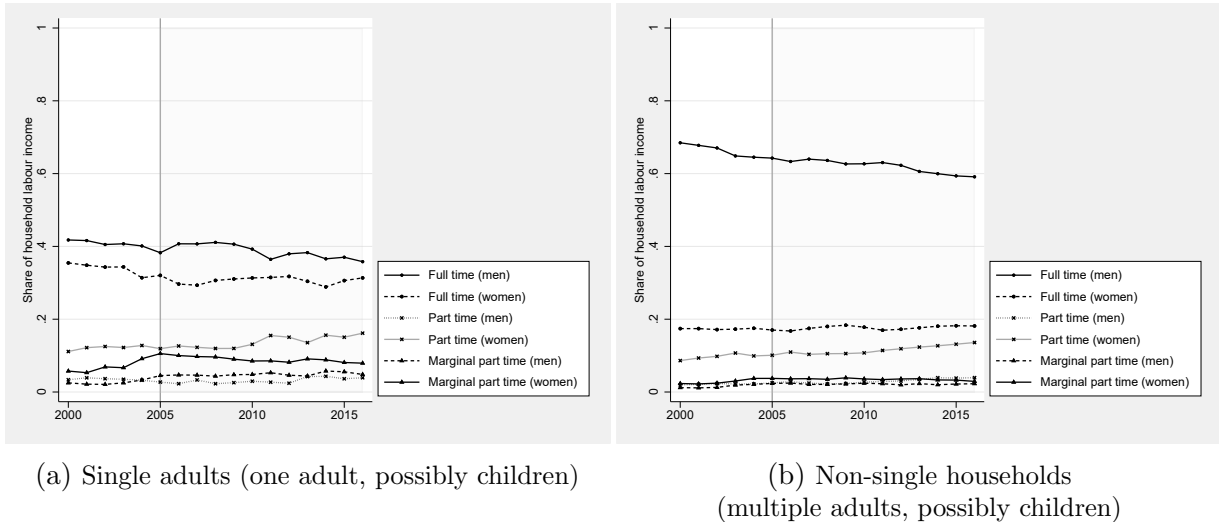 Share of household labour income
1
.8
.6
.4
.2
0
2000 2005 2010 2015
Full time (men)
Full time (women)
Part time (men)
Part time (women)
Marginal part time (men)
Marginal part time (women)
(a) Single adults (one adult, possibly children)
Share of household labour income
1
.8
.6
.4
.2
0
2000 2005 2010 2015
Full time (men)
Full time (women)
Part time (men)
Part time (women)
Marginal part time (men)
Marginal part time (women)
(b) Non-single households
(multiple adults, possibly children)